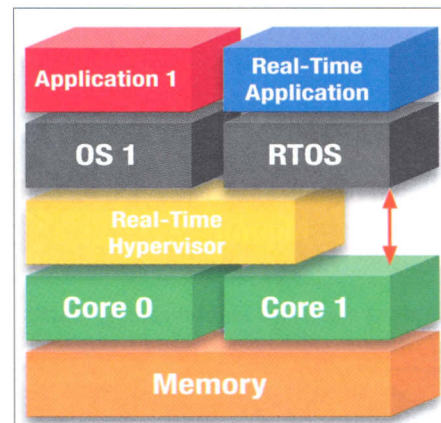 Application 1
Real-Time
Application
OS 1
RTOS
Real-Time
Hypervisor
Core 0
Core 1
Memory